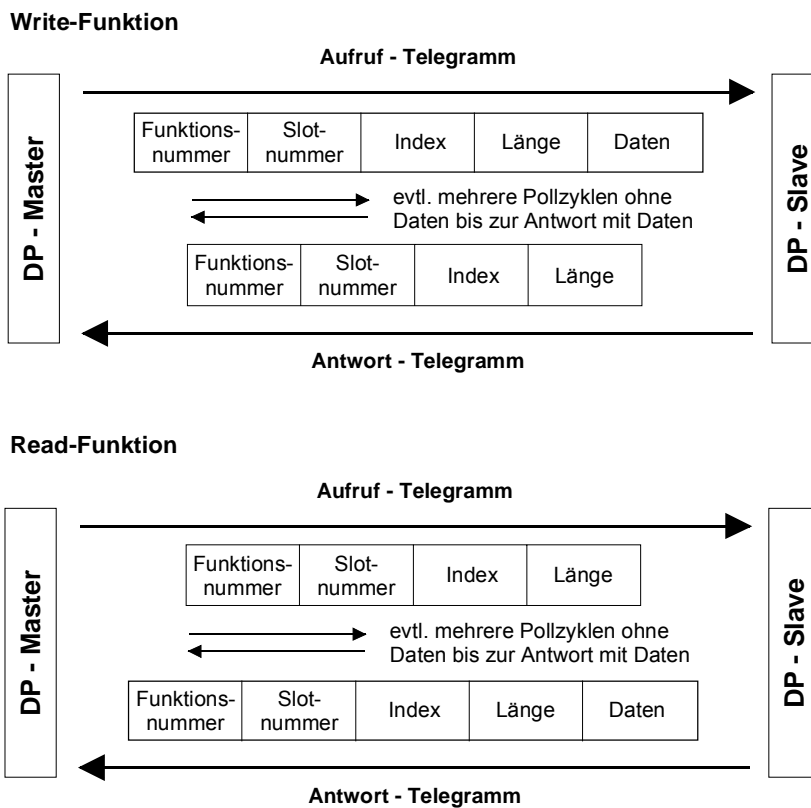 Write-Funktion
Aufruf - Telegramm
DP - Master
Funktions-
nummer
Slot-
nummer
Index
Länge
Daten
DP - Slave
evtl. mehrere Pollzyklen ohne
Daten bis zur Antwort mit Daten
Funktions-
nummer
Slot-
nummer
Index
Länge
Antwort - Telegramm
Read-Funktion
Aufruf - Telegramm
DP - Master
Funktions-
nummer
Slot-
nummer
Index
Länge
DP - Slave
evtl. mehrere Pollzyklen ohne
Daten bis zur Antwort mit Daten
Funktions-
nummer
Slot-
nummer
Index
Länge
Daten
Antwort - Telegramm